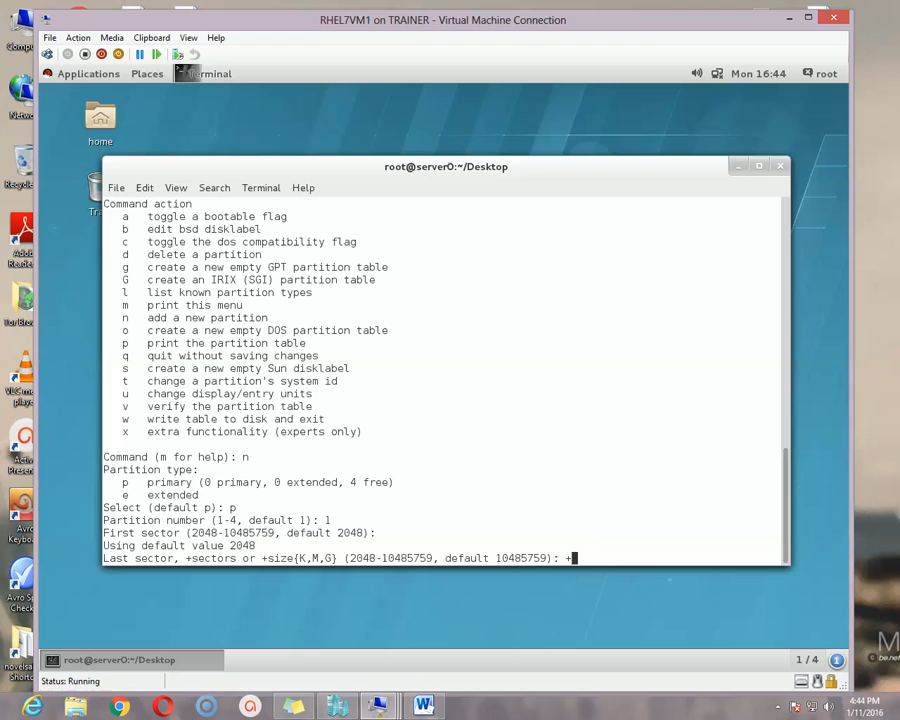 RHEL7VM1 on TRAINER - Virtual Machine Connection
File Action Media Clipboard View Help
Applications Places Terminal Mon 16:44 root
home
root@server0:~/Desktop
File Edit View Search Terminal Help
Command action
a toggle a bootable flag
b edit bsd disklabel
c toggle the dos compatibility flag
d delete a partition
g create a new empty GPT partition table
G create an IRIX (SGI) partition table
l list known partition types
m print this menu
n add a new partition
o create a new empty DOS partition table
p print the partition table
q quit without saving changes
s create a new empty Sun disklabel
t change a partition's system id
u change display/entry units
v verify the partition table
w write table to disk and exit
x extra functionality (experts only)
Command (m for help): n
Partition type:
p primary (0 primary, 0 extended, 4 free)
e extended
Select (default p): p
Partition number (1-4, default 1): 1
First sector (2048-10485759, default 2048):
Using default value 2048
Last sector, +sectors or +size{K,M,G} (2048-10485759, default 10485759): +
root@server0:~/Desktop
1 / 4
Status: Running
4:44 PM
1/11/2016